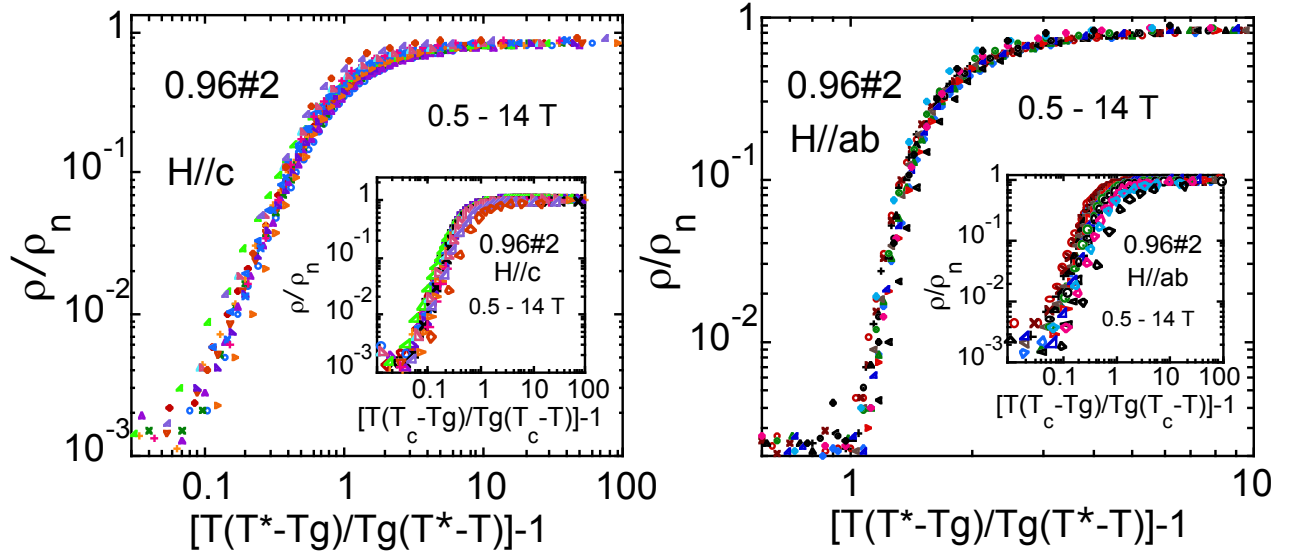 1
10^-1
10^-2
10^-3
ρ/ρ_n
0.96#2
H//c
0.5 - 14 T
0.1
1
10
100
[T(T*-Tg)/Tg(T*-T)]-1
1
10^-1
10^-2
10^-3
ρ/ρ_n
0.96#2
H//c
0.5 - 14 T
0.1
1
10
100
[T(T_c-Tg)/Tg(T_c-T)]-1
1
10^-1
10^-2
ρ/ρ_n
0.96#2
H//ab
0.5 - 14 T
1
10
[T(T*-Tg)/Tg(T*-T)]-1
1
10^-1
10^-2
10^-3
ρ/ρ_n
0.96#2
H//ab
0.5 - 14 T
0.1
1
10
100
[T(T_c-Tg)/Tg(T_c-T)]-1